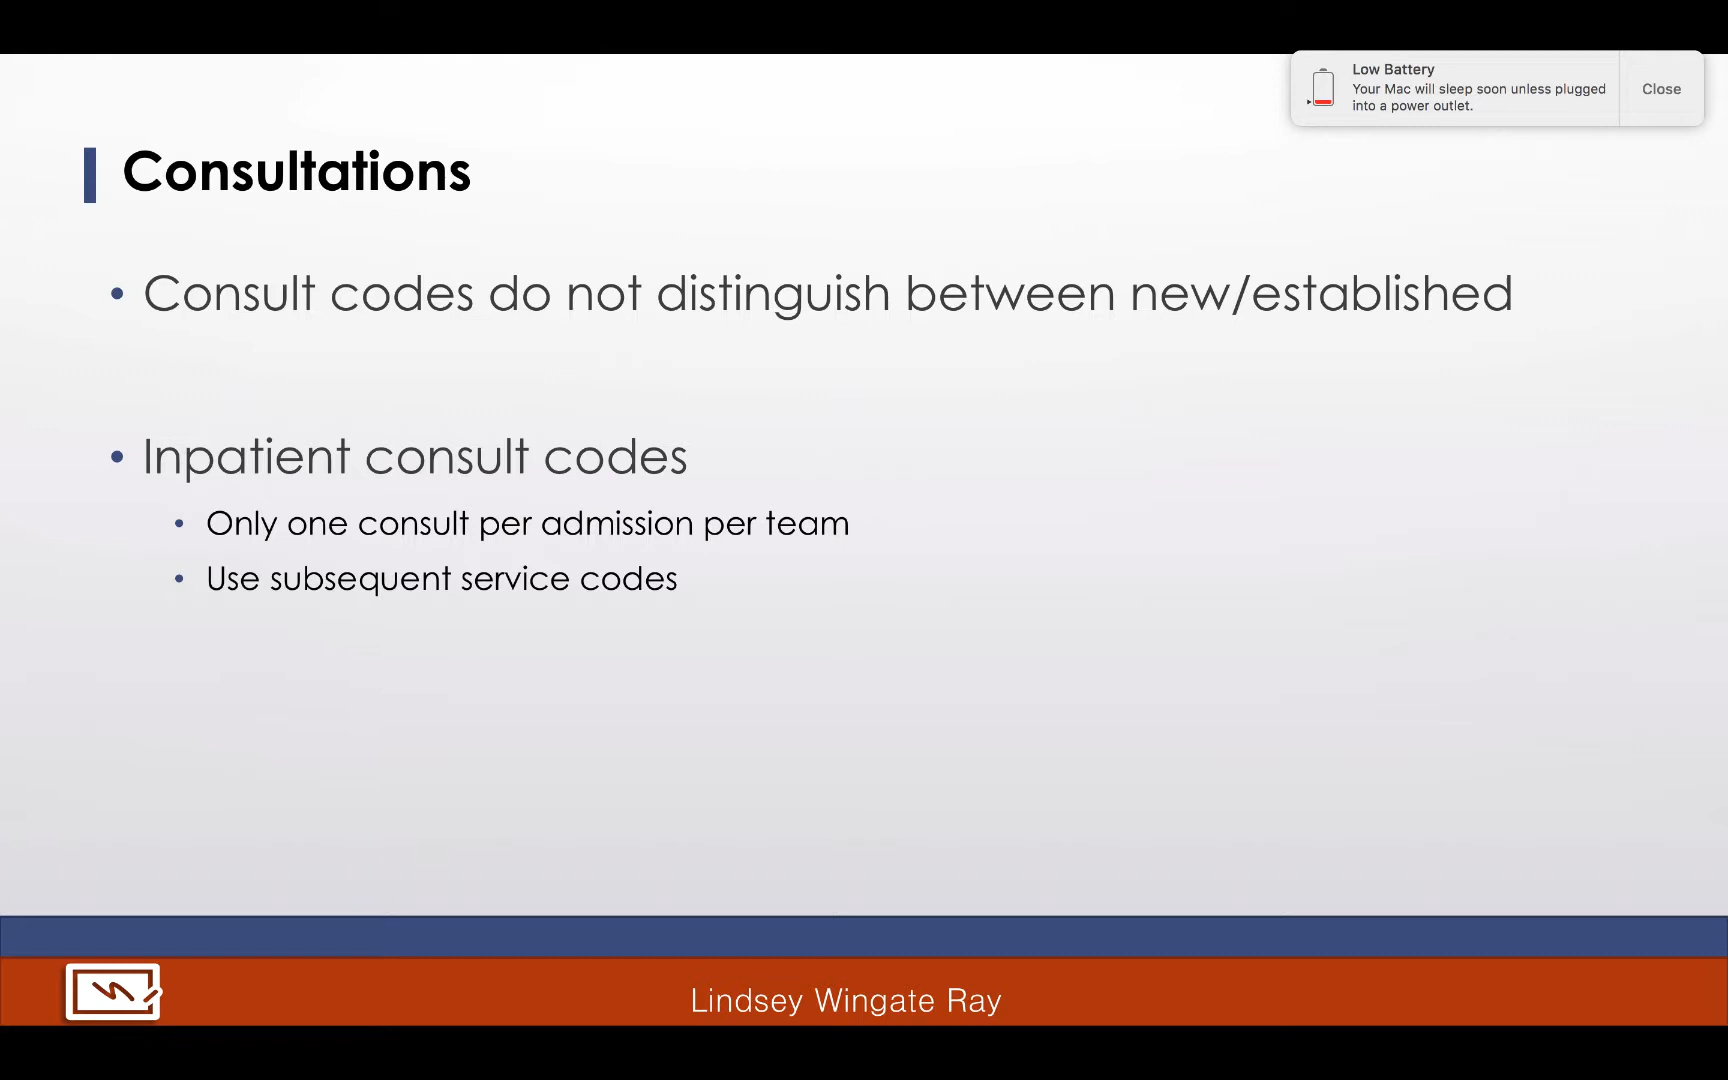 Low Battery
Your Mac will sleep soon unless plugged
into a power outlet.
Close
Consultations
• Consult codes do not distinguish between new/established
• Inpatient consult codes
• Only one consult per admission per team
• Use subsequent service codes
Lindsey Wingate Ray